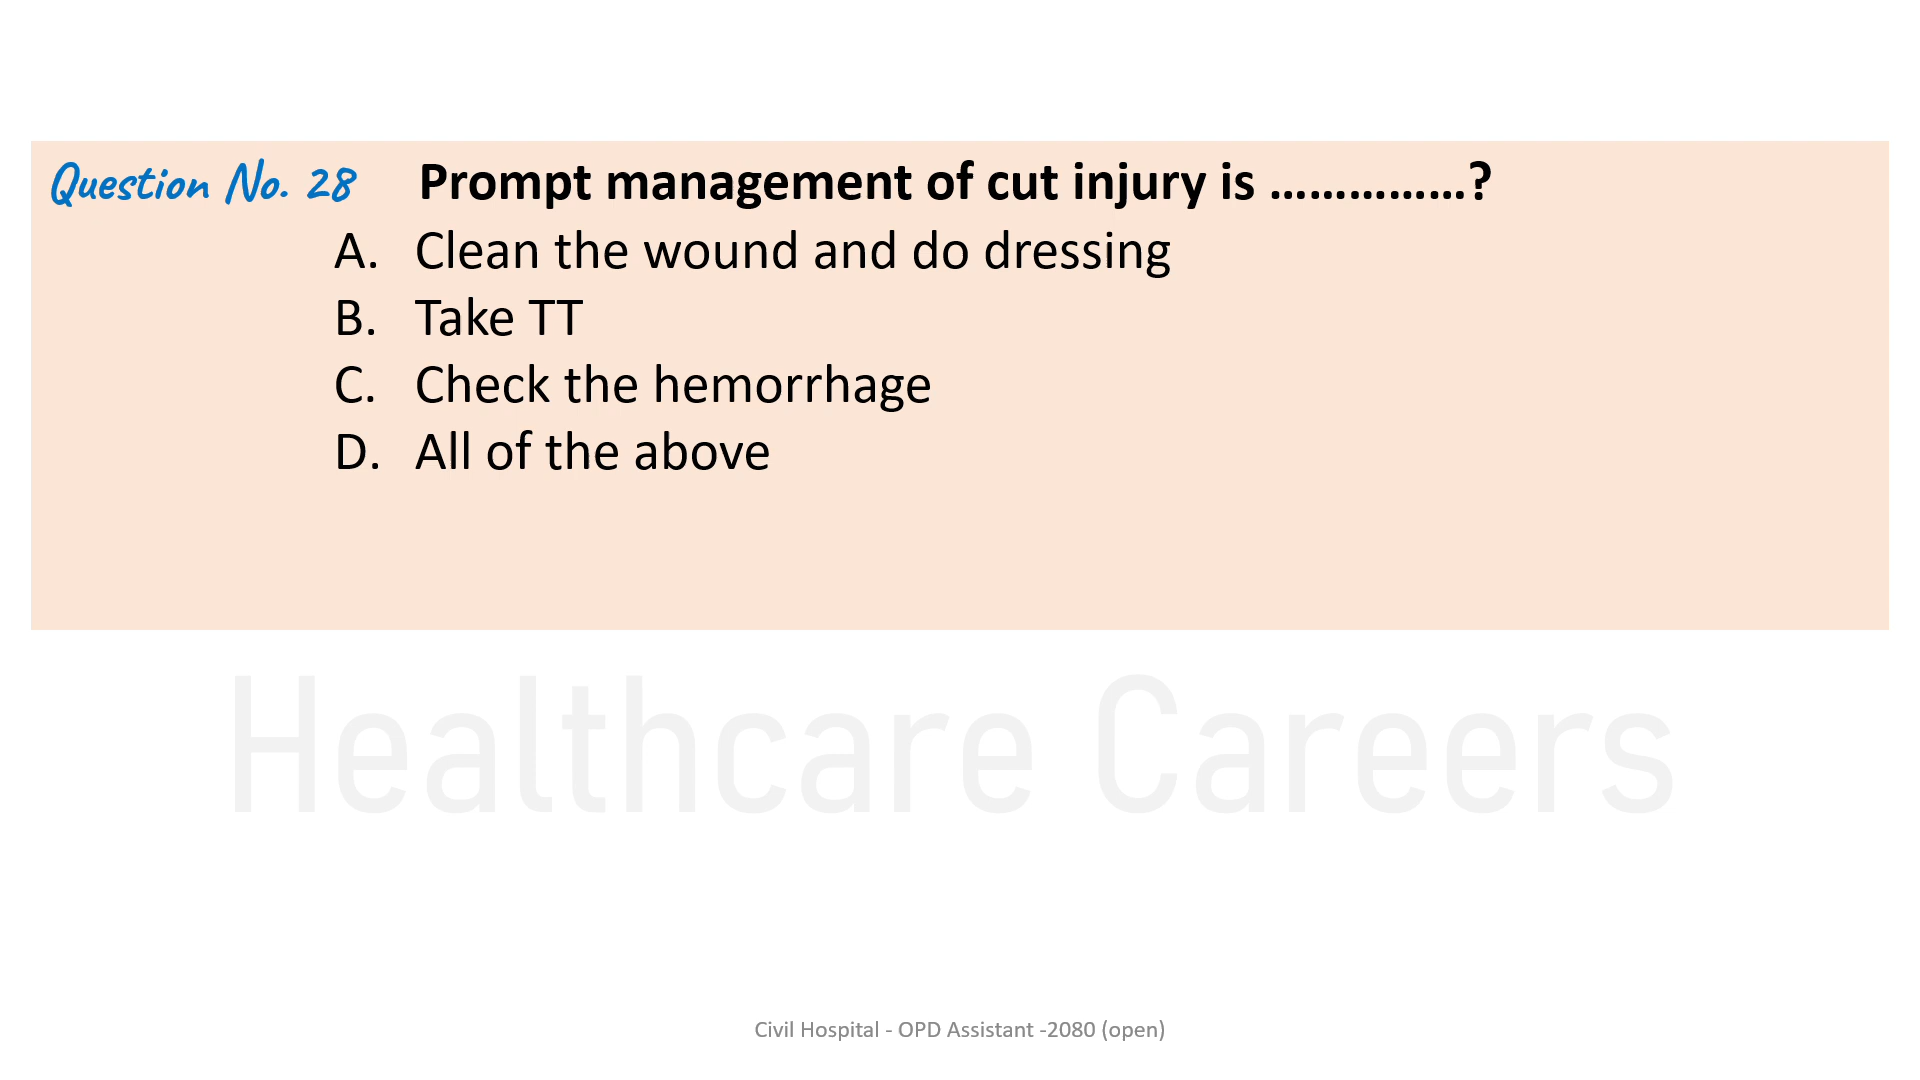 Question No. 28 Prompt management of cut injury is ……………?
A. Clean the wound and do dressing
B. Take TT
C. Check the hemorrhage
D. All of the above
Healthcare Careers
Civil Hospital - OPD Assistant -2080 (open)